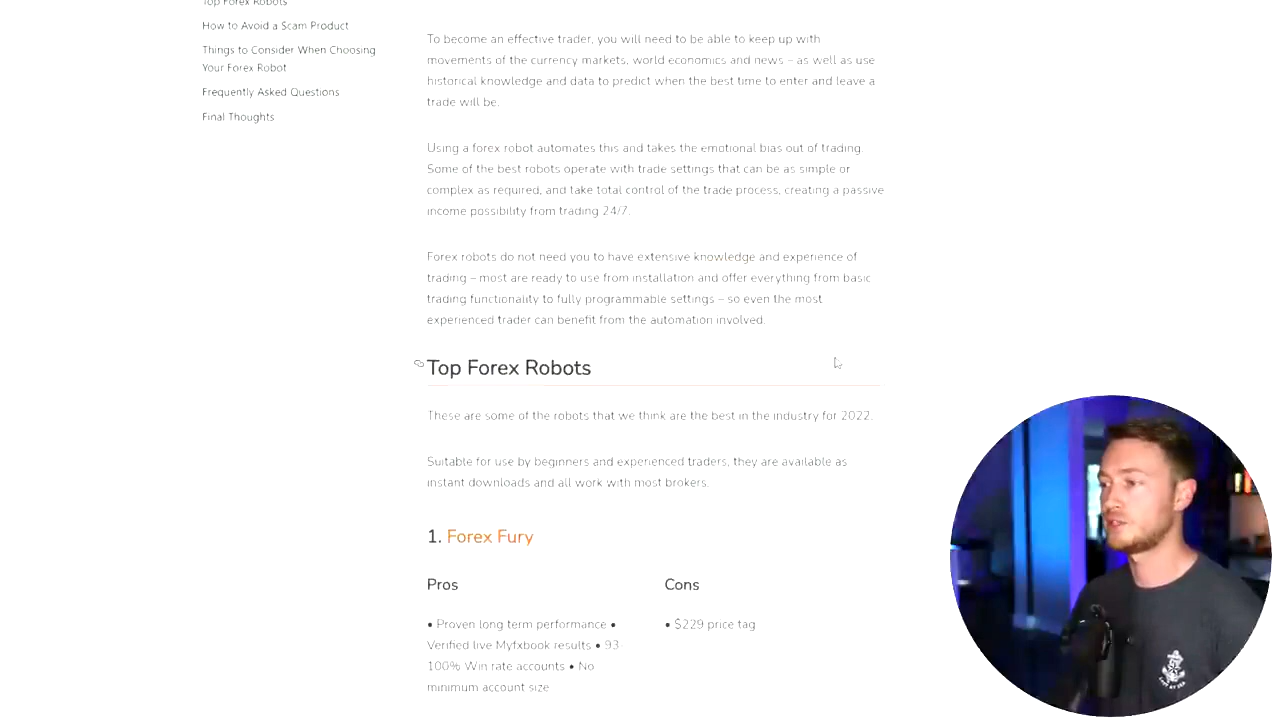 Top Forex Robots
How to Avoid a Scam Product
Things to Consider When Choosing
Your Forex Robot
Frequently Asked Questions
Final Thoughts
To become an effective trader, you will need to be able to keep up with
movements of the currency markets, world economics and news – as well as use
historical knowledge and data to predict when the best time to enter and leave a
trade will be.
Using a forex robot automates this and takes the emotional bias out of trading.
Some of the best robots operate with trade settings that can be as simple or
complex as required, and take total control of the trade process, creating a passive
income possibility from trading 24/7.
Forex robots do not need you to have extensive knowledge and experience of
trading – most are ready to use from installation and offer everything from basic
trading functionality to fully programmable settings – so even the most
experienced trader can benefit from the automation involved.
Top Forex Robots
These are some of the robots that we think are the best in the industry for 2022.
Suitable for use by beginners and experienced traders, they are available as
instant downloads and all work with most brokers.
1. Forex Fury
Pros
• Proven long term performance •
Verified live Myfxbook results • 93
100% Win rate accounts • No
minimum account size
Cons
• $229 price tag